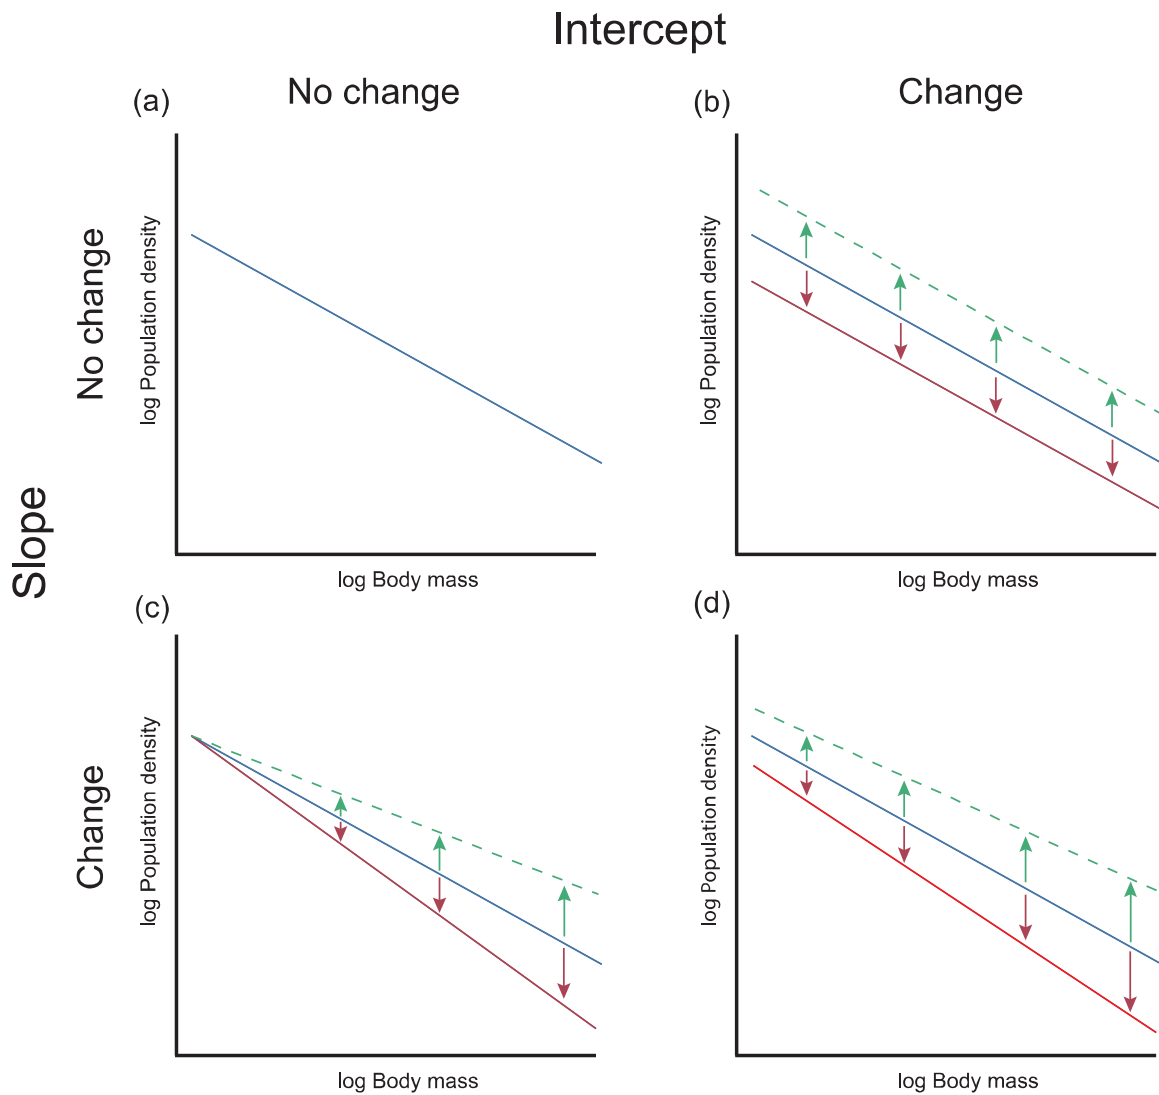 Intercept
No change
Change
(a)
(b)
Slope
No change
log Population density
log Body mass
log Population density
log Body mass
(c)
(d)
Change
log Population density
log Body mass
log Population density
log Body mass